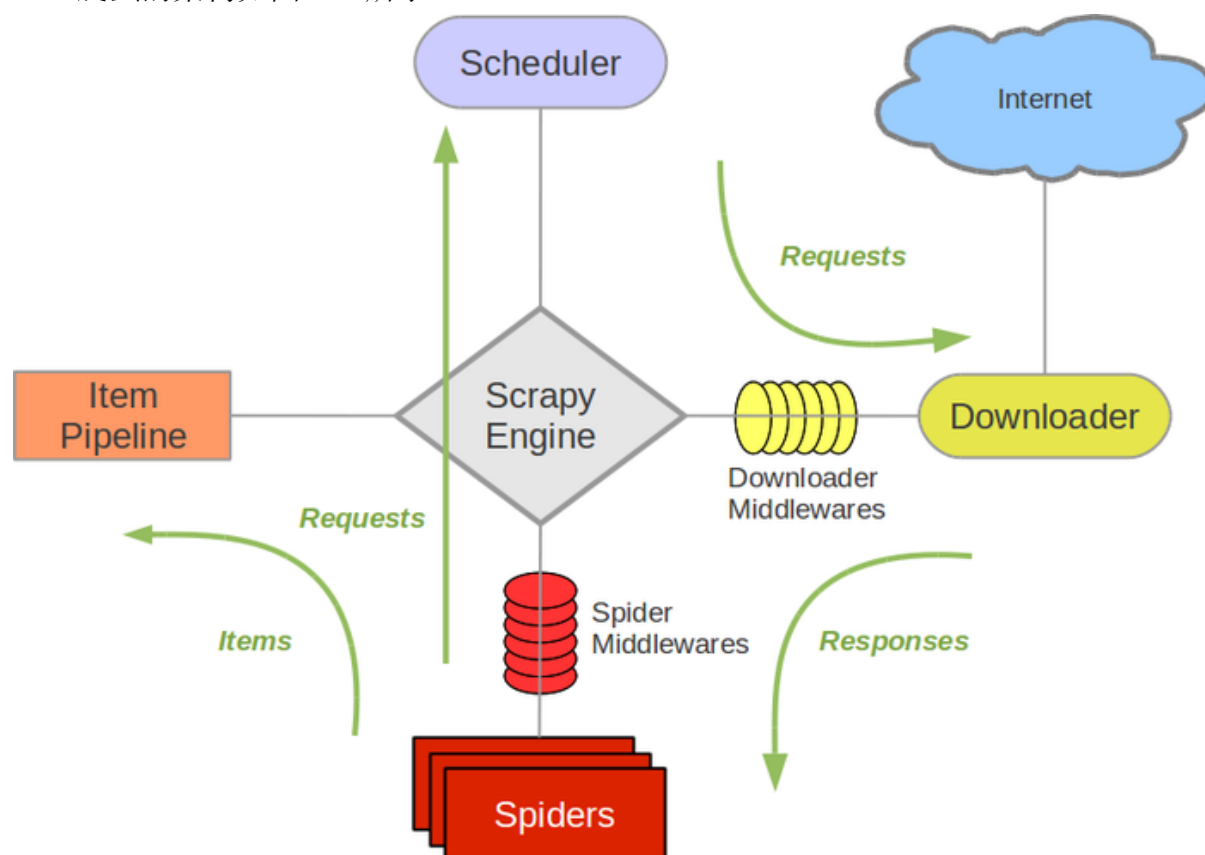 Scheduler
Internet
Requests
Item
Pipeline
Scrapy
Engine
Downloader
Downloader
Middlewares
Requests
Items
Spider
Middlewares
Responses
Spiders